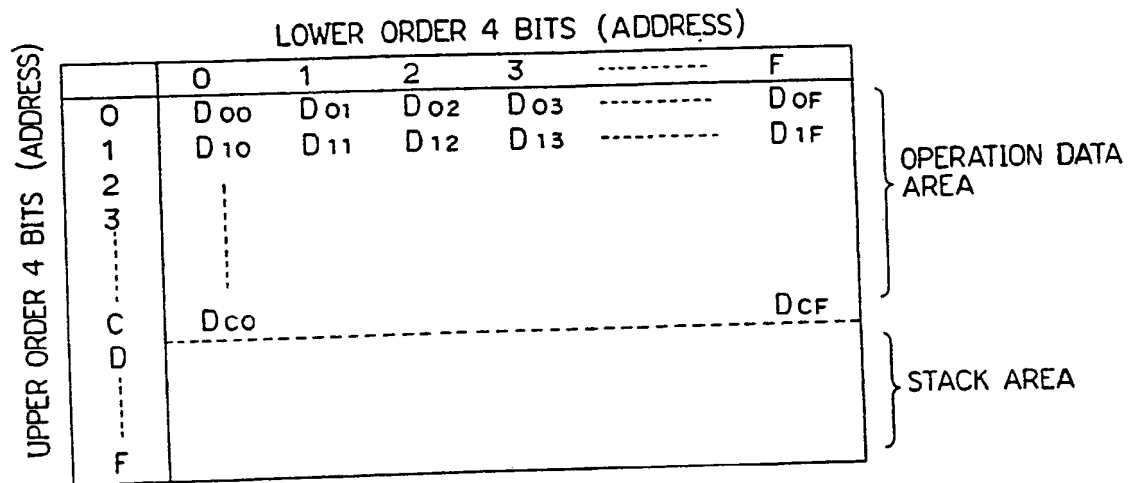 LOWER ORDER 4 BITS (ADDRESS)
UPPER ORDER 4 BITS (ADDRESS)
0 1 2 3 ---------- F
0 D00 D01 D02 D03 ---------- D0F
1 D10 D11 D12 D13 ---------- D1F
2
3
C DC0 DCF
D
F
OPERATION DATA
AREA
STACK AREA